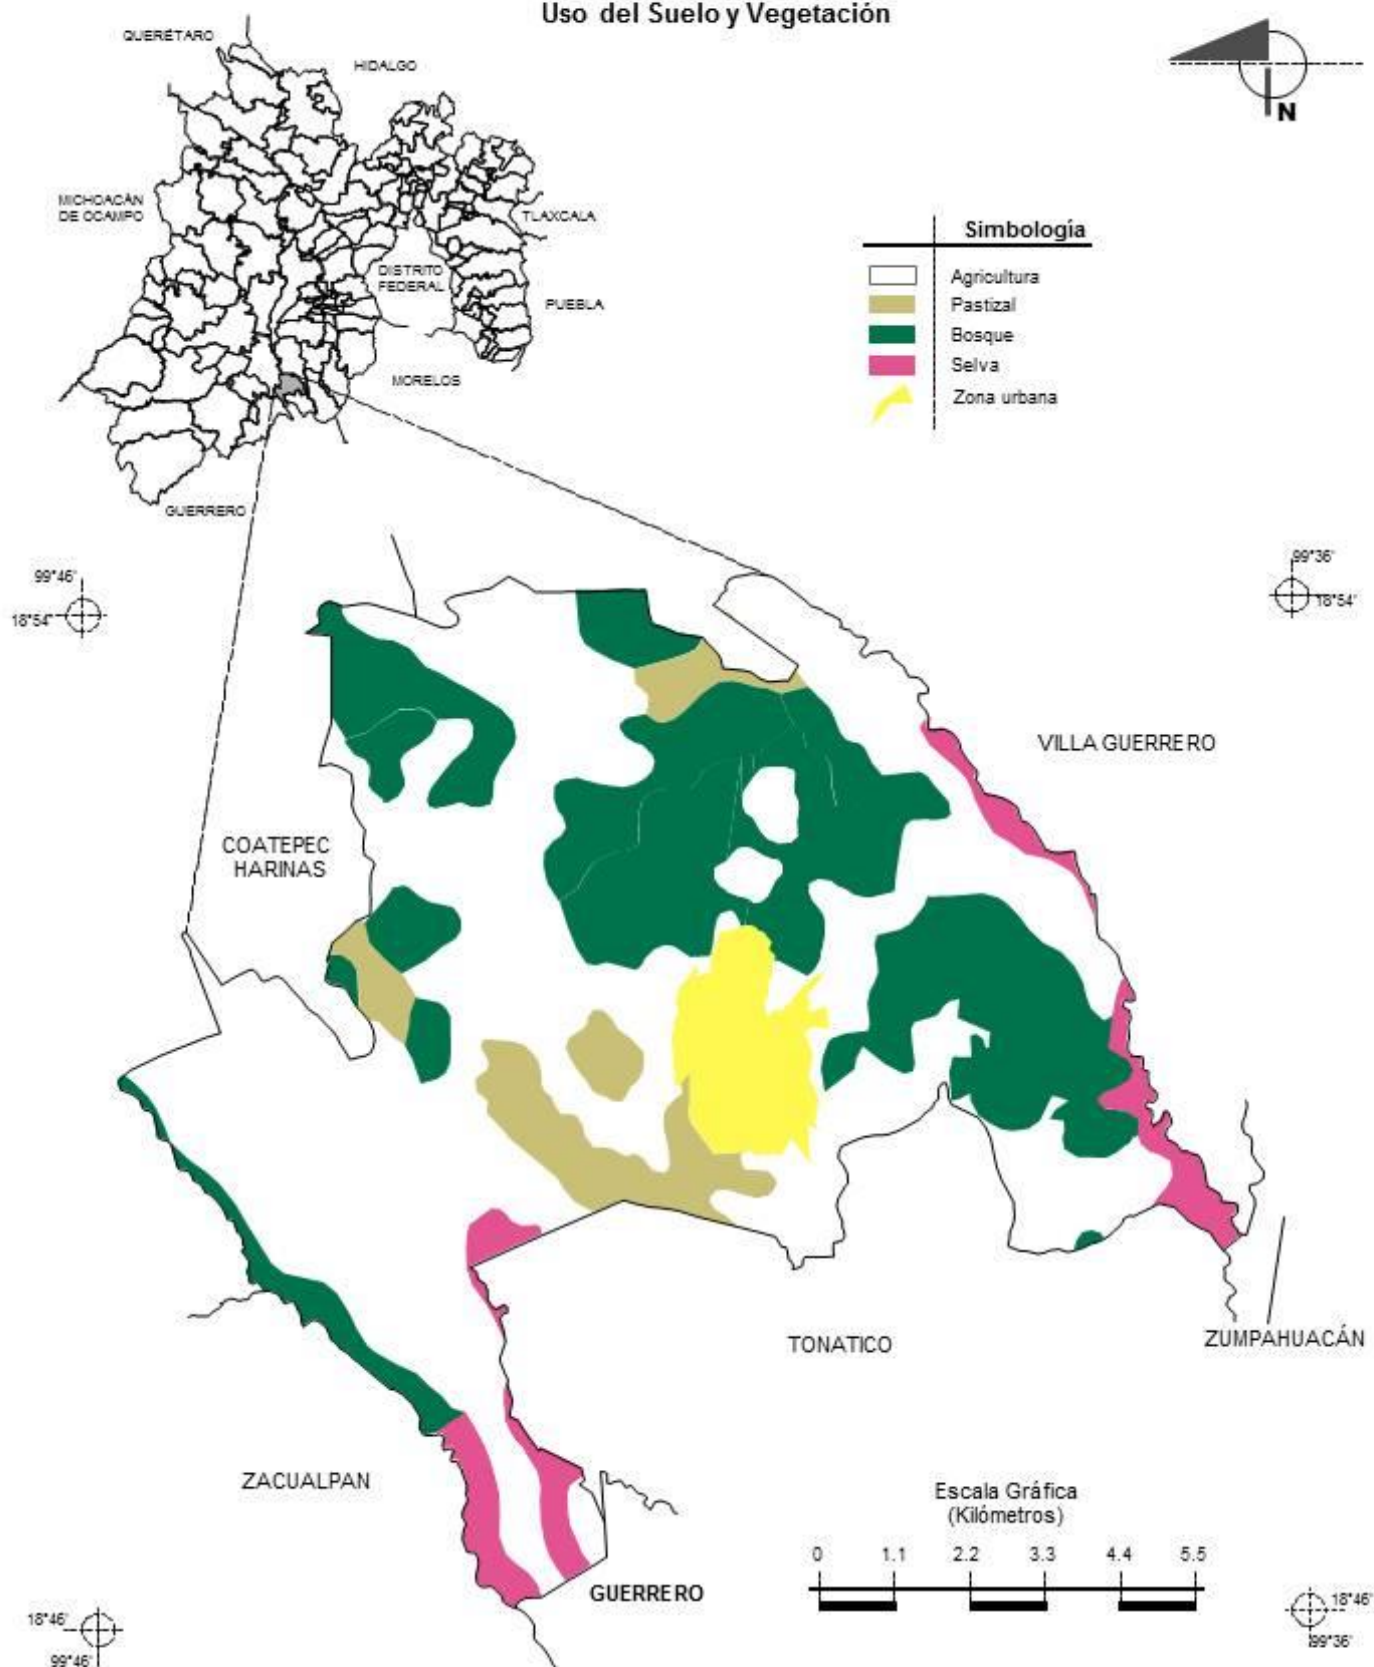 Uso del Suelo y Vegetación
QUERÉTARO
HIDALGO
N
MICHOACÁN
DE OCAMPO
TLAXCALA
DISTRITO
FEDERAL
PUEBLA
MORELOS
GUERRERO
Simbología
Agricultura
Pastizal
Bosque
Selva
Zona urbana
99°46'
18°54'
99°36'
18°54'
VILLA GUERRERO
COATEPEC
HARINAS
TONATICO
ZUMPAHUACÁN
ZACUALPAN
GUERRERO
Escala Gráfica
(Kilómetros)
0 1.1 2.2 3.3 4.4 5.5
18°46'
99°46'
18°46'
99°36'